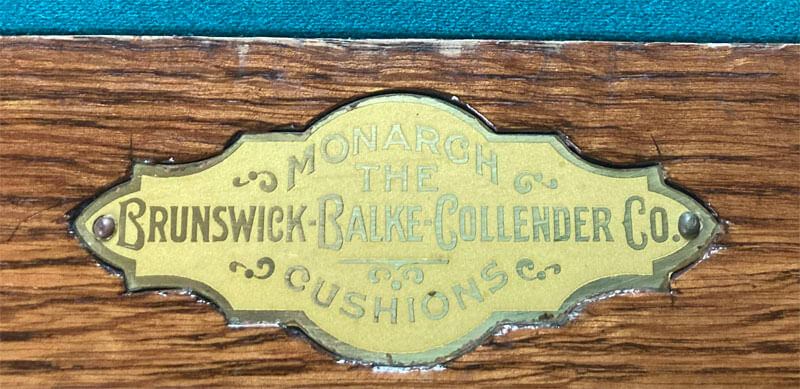 MONARCH
THE
BRUNSWICK-BALKE-COLLENDER CO.
CUSHIONS